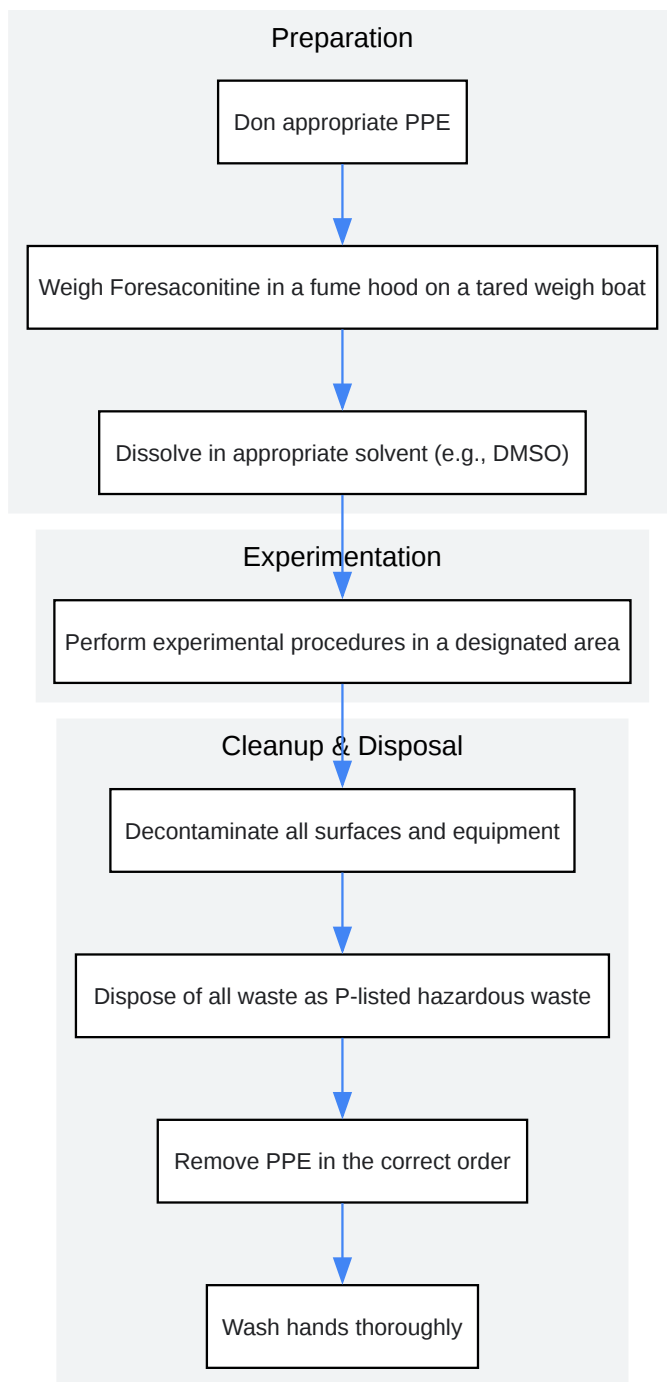 Preparation
Don appropriate PPE
Weigh Foresaconitine in a fume hood on a tared weigh boat
Dissolve in appropriate solvent (e.g., DMSO)
Experimentation
Perform experimental procedures in a designated area
Cleanup & Disposal
Decontaminate all surfaces and equipment
Dispose of all waste as P-listed hazardous waste
Remove PPE in the correct order
Wash hands thoroughly